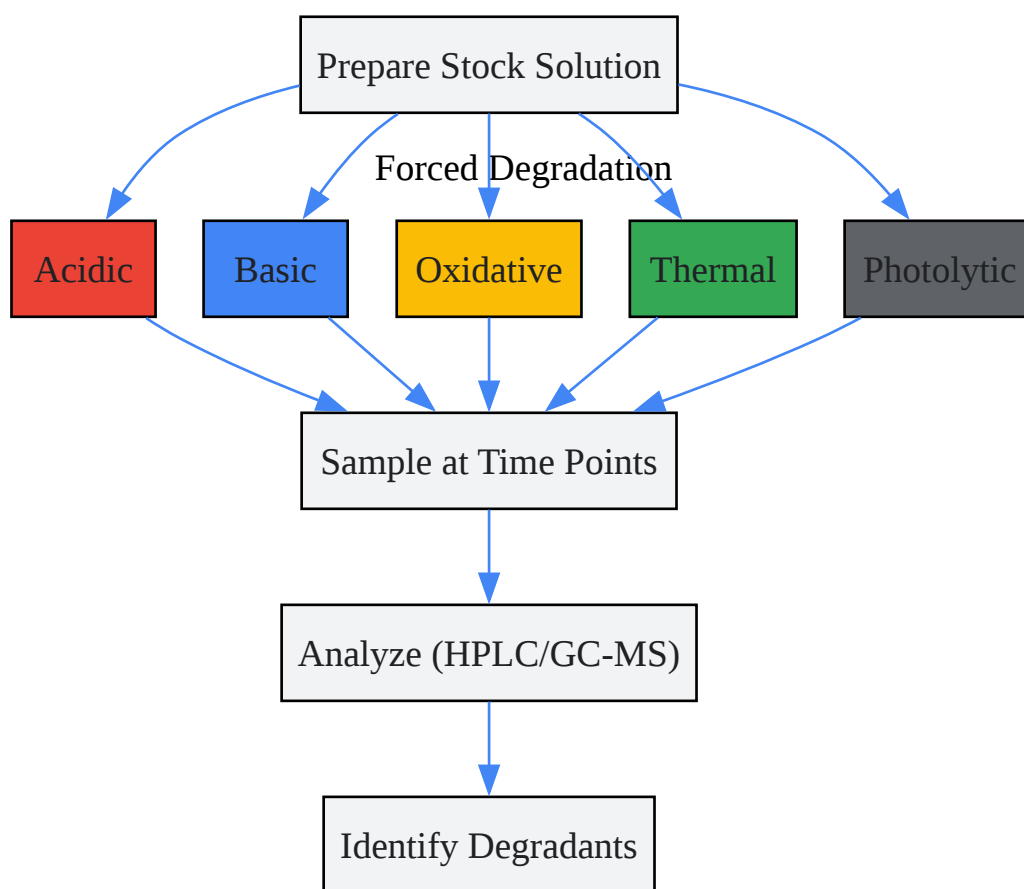 Prepare Stock Solution
Forced Degradation
Acidic
Basic
Oxidative
Thermal
Photolytic
Sample at Time Points
Analyze (HPLC/GC-MS)
Identify Degradants